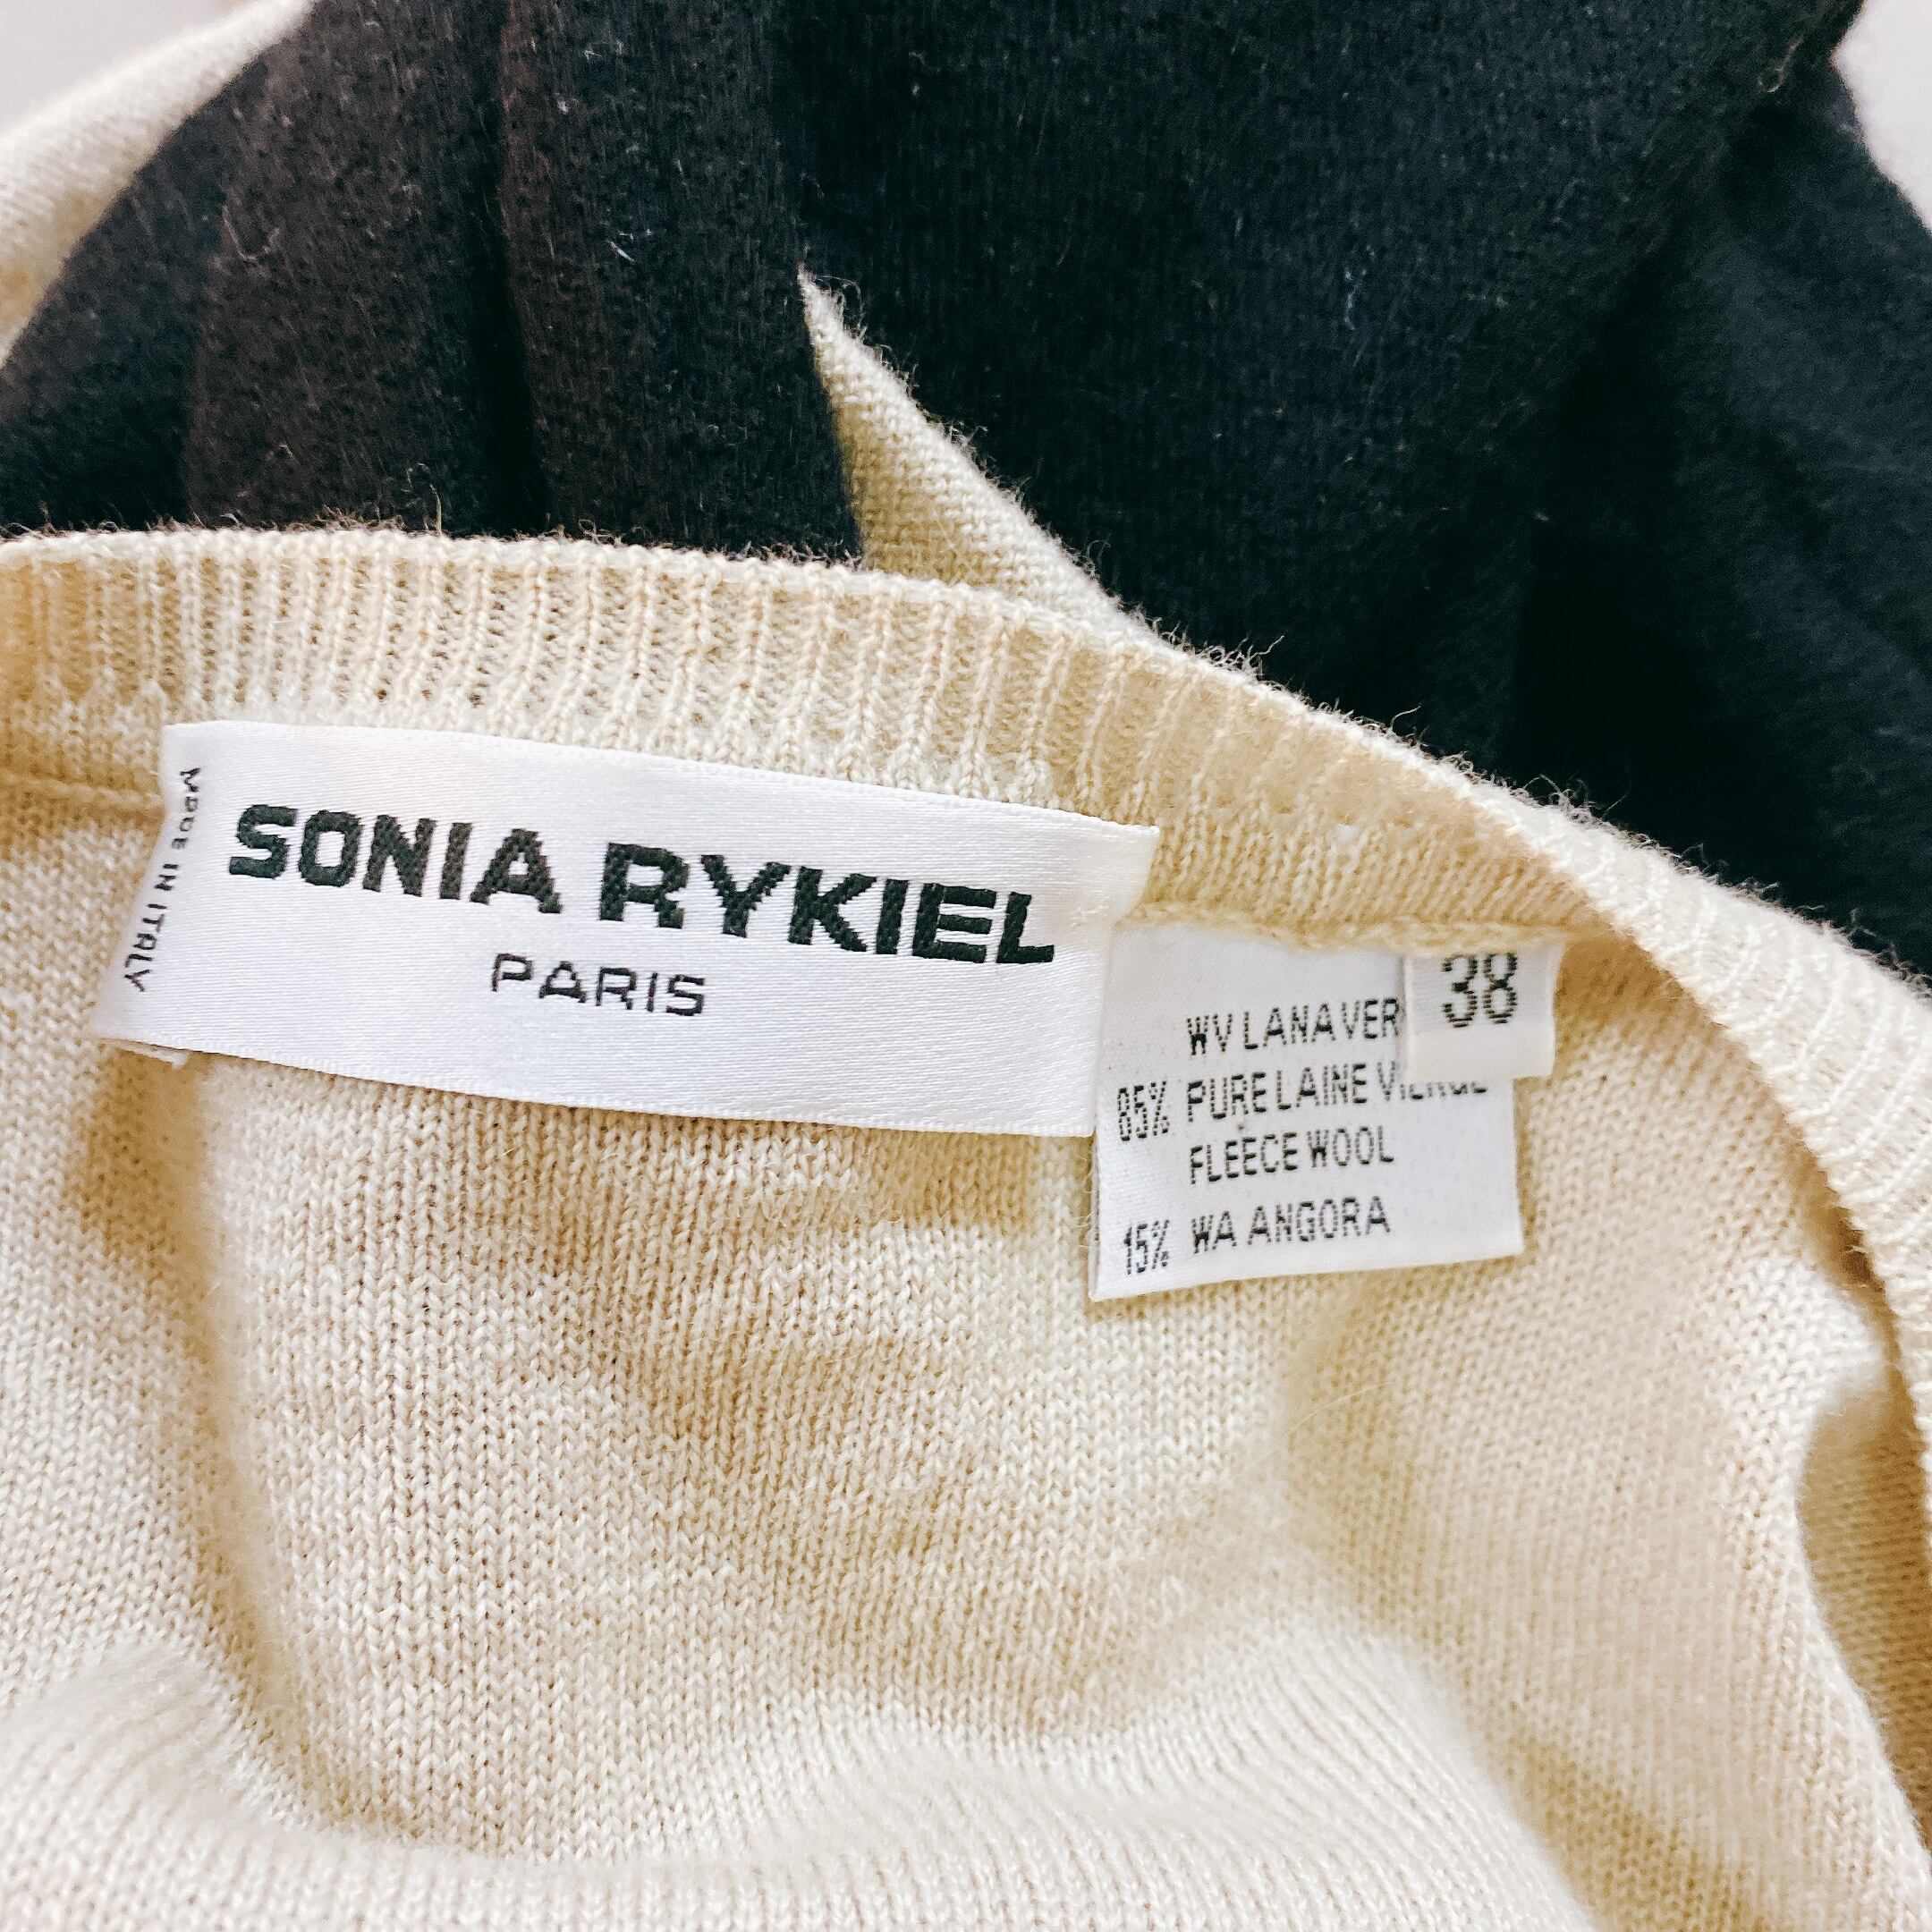 MADE IN ITALY
SONIA RYKIEL
PARIS
38
WV LANA VER
85% PURE LAINE VIERGE
FLEECE WOOL
15% WA ANGORA